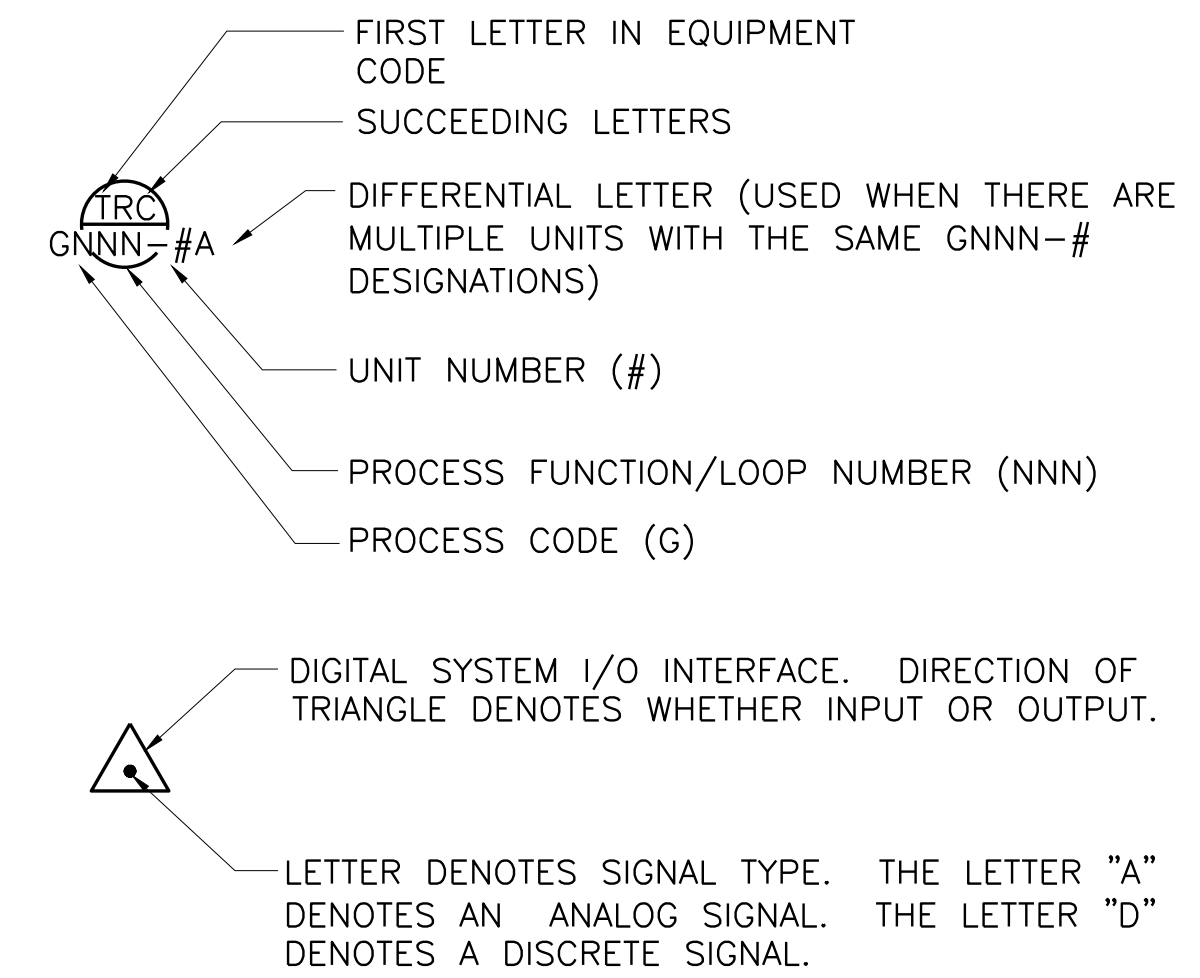 FIRST LETTER IN EQUIPMENT
CODE
SUCCEEDING LETTERS
TRC
GNNN-#A
DIFFERENTIAL LETTER (USED WHEN THERE ARE
MULTIPLE UNITS WITH THE SAME GNNN-#
DESIGNATIONS)
UNIT NUMBER (#)
PROCESS FUNCTION/LOOP NUMBER (NNN)
PROCESS CODE (G)
DIGITAL SYSTEM I/O INTERFACE. DIRECTION OF
TRIANGLE DENOTES WHETHER INPUT OR OUTPUT.
LETTER DENOTES SIGNAL TYPE. THE LETTER "A"
DENOTES AN ANALOG SIGNAL. THE LETTER "D"
DENOTES A DISCRETE SIGNAL.